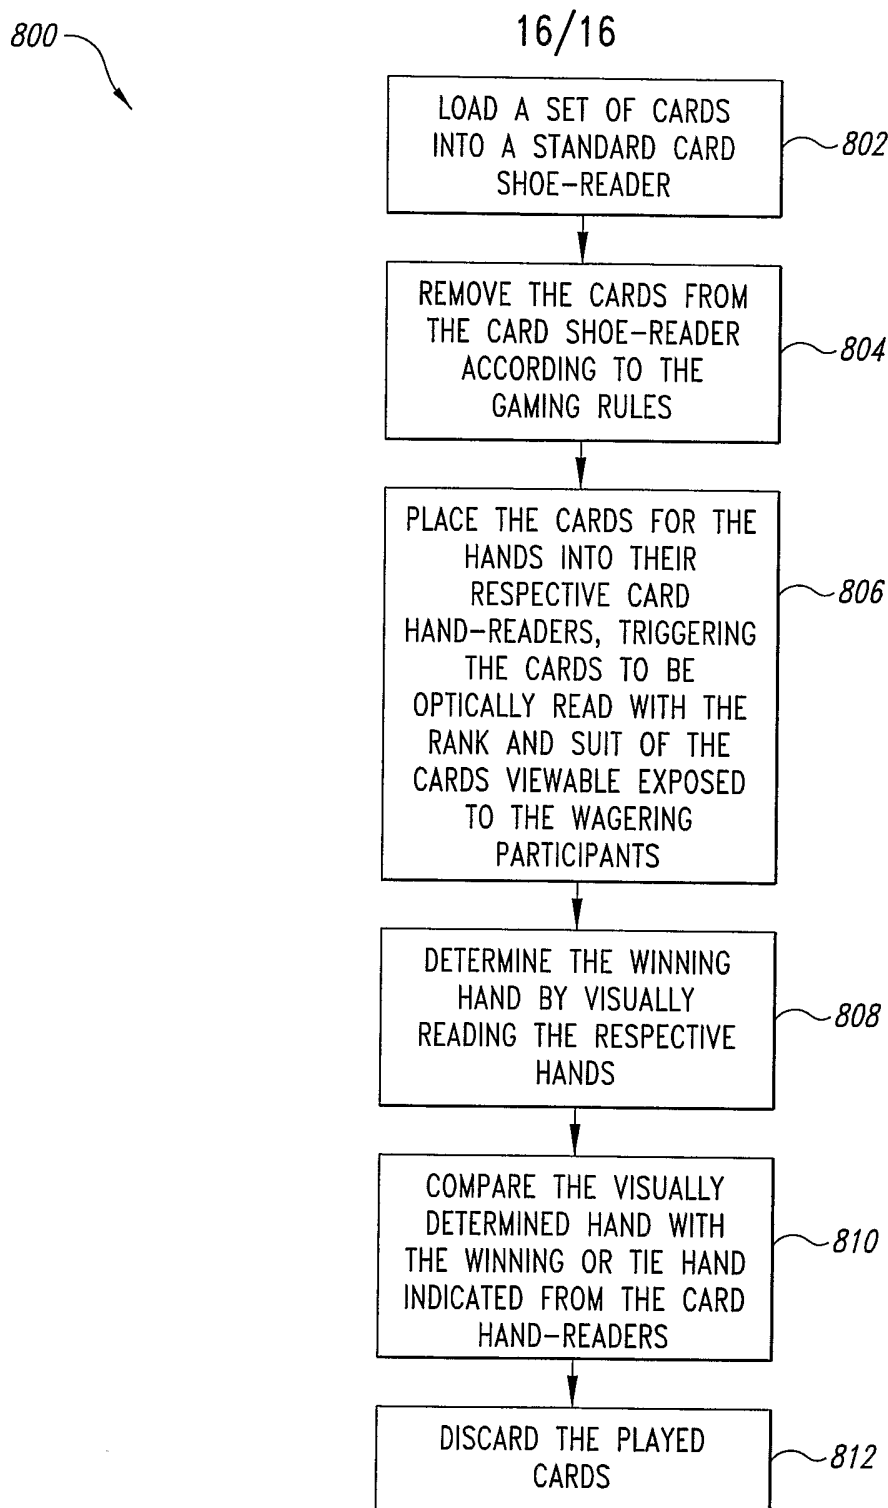 16/16
800
LOAD A SET OF CARDS
INTO A STANDARD CARD
SHOE-READER
802
REMOVE THE CARDS FROM
THE CARD SHOE-READER
ACCORDING TO THE
GAMING RULES
804
PLACE THE CARDS FOR THE
HANDS INTO THEIR
RESPECTIVE CARD
HAND-READERS, TRIGGERING
THE CARDS TO BE
OPTICALLY READ WITH THE
RANK AND SUIT OF THE
CARDS VIEWABLE EXPOSED
TO THE WAGERING
PARTICIPANTS
806
DETERMINE THE WINNING
HAND BY VISUALLY
READING THE RESPECTIVE
HANDS
808
COMPARE THE VISUALLY
DETERMINED HAND WITH
THE WINNING OR TIE HAND
INDICATED FROM THE CARD
HAND-READERS
810
DISCARD THE PLAYED
CARDS
812